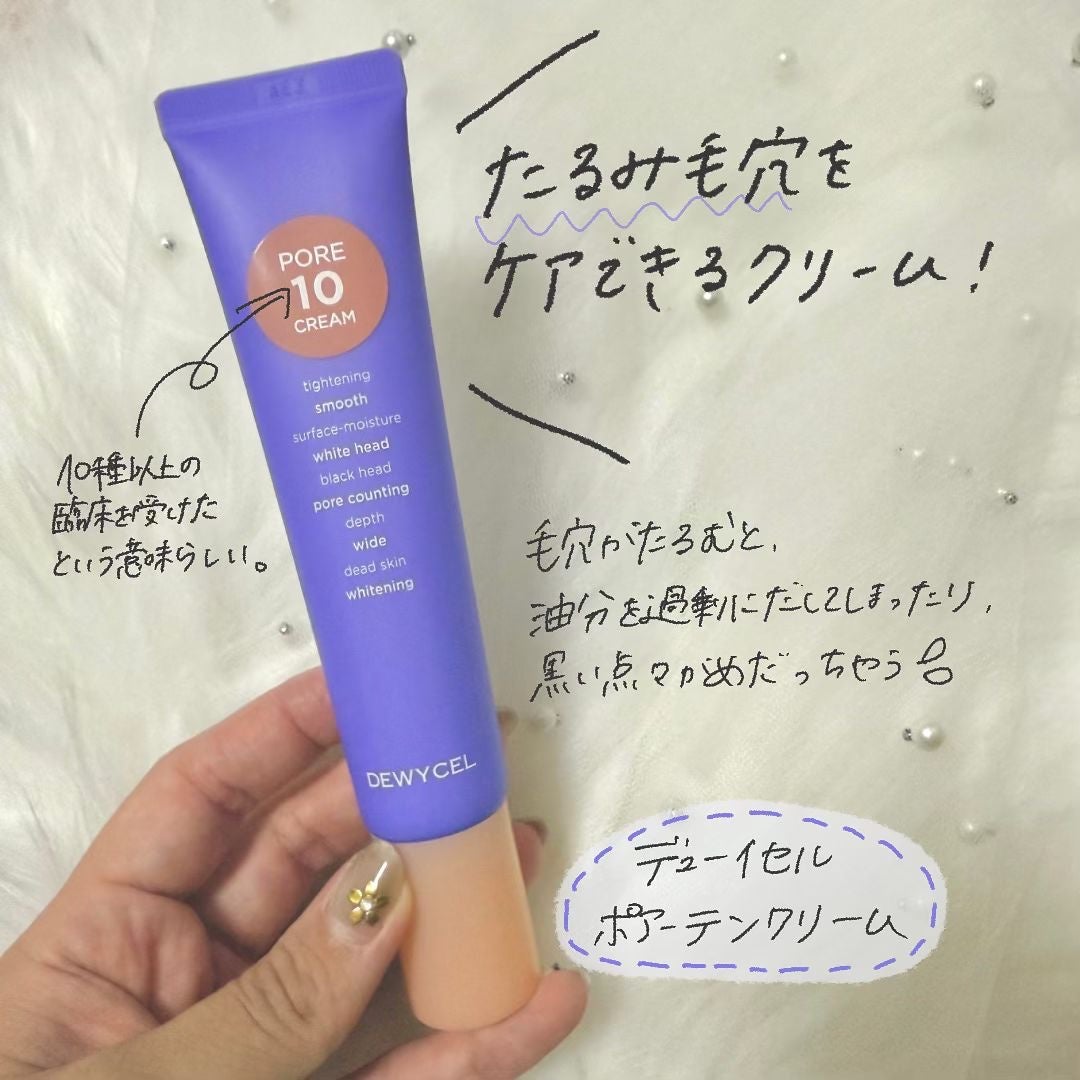 たるみ毛穴を
ケアできるクリーム!
PORE
10
CREAM
tightening
smooth
surface-moisture
white head
black head
pore counting
depth
wide
dead skin
whitening
DEWYCEL
10種以上の
臨床を受けた
という意味らしい。
毛穴がたるむと、
油分を過剰にだしてしまったり、
黒い点々がめだっちゃう
デューイセル
ポアーテンクリーム